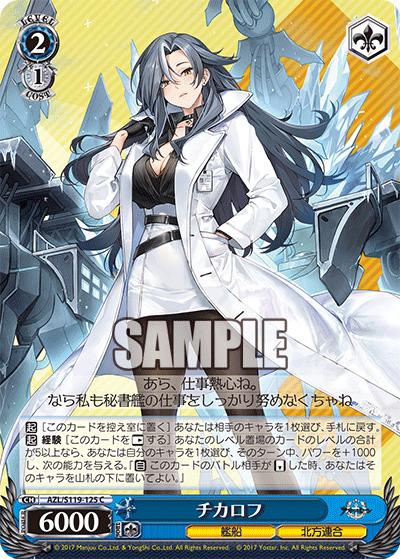 LEVEL
2
1
COST
SAMPLE
あら、仕事熱心ね。
なら私も秘書艦の仕事をしっかり努めなくちゃね
起［このカードを控え室に置く］あなたは相手のキャラを1枚選び、手札に戻す。
起 経験［このカードを する］あなたのレベル置場のカードのレベルの合計
が5以上なら、あなたは自分のキャラを1枚選び、そのターン中、パワーを＋1000
し、次の能力を与える。『自このカードのバトル相手が した時、あなたはそ
のキャラを山札の下に置いてよい。』
AZL/S119-125 C
6000
チカロフ
艦船
北方連合
© 2017 Manjuu Co.,Ltd. & YongShi Co.,Ltd. All Rights Reserved. © 2017 Yostar, Inc. All Rights Reserved.